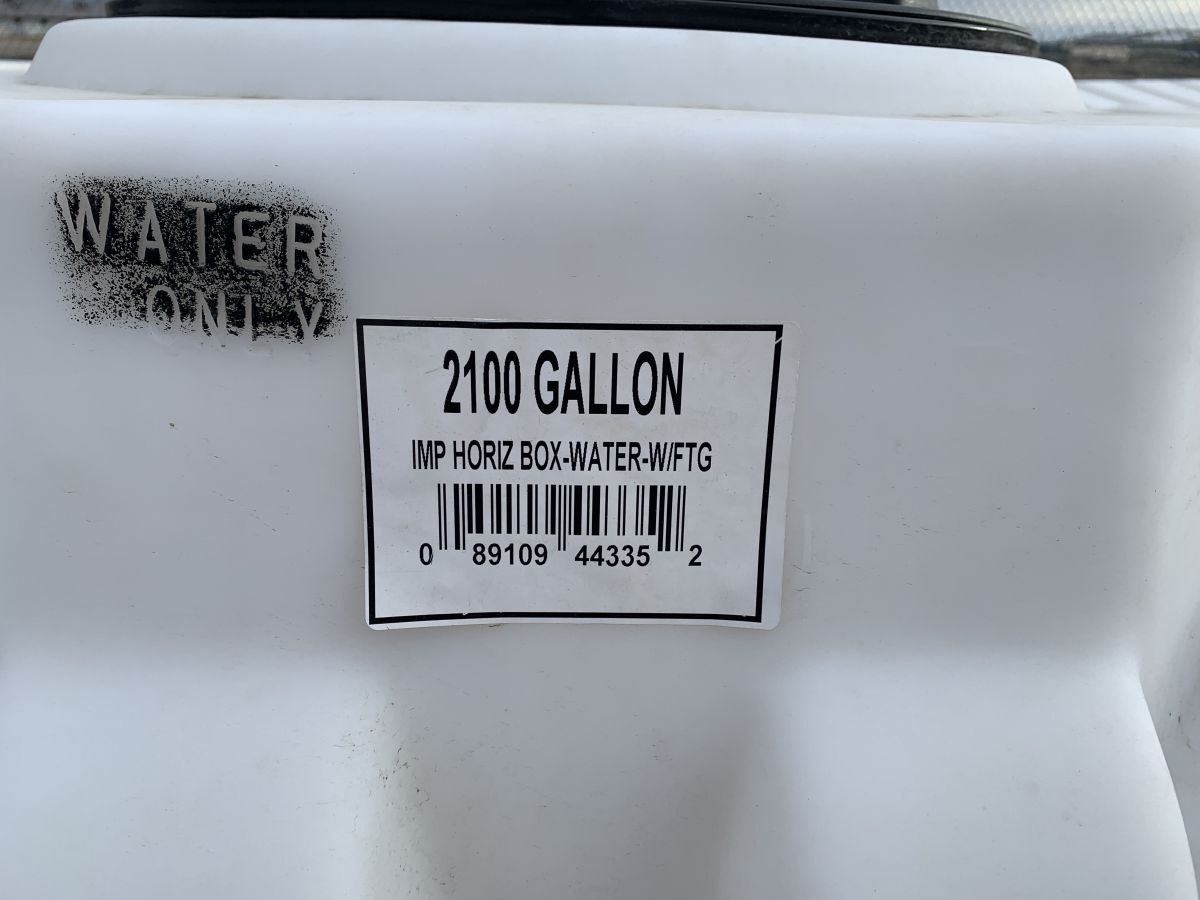 WATER
ONLY
2100 GALLON
IMP HORIZ BOX-WATER-W/FTG
0 89109 44335 2